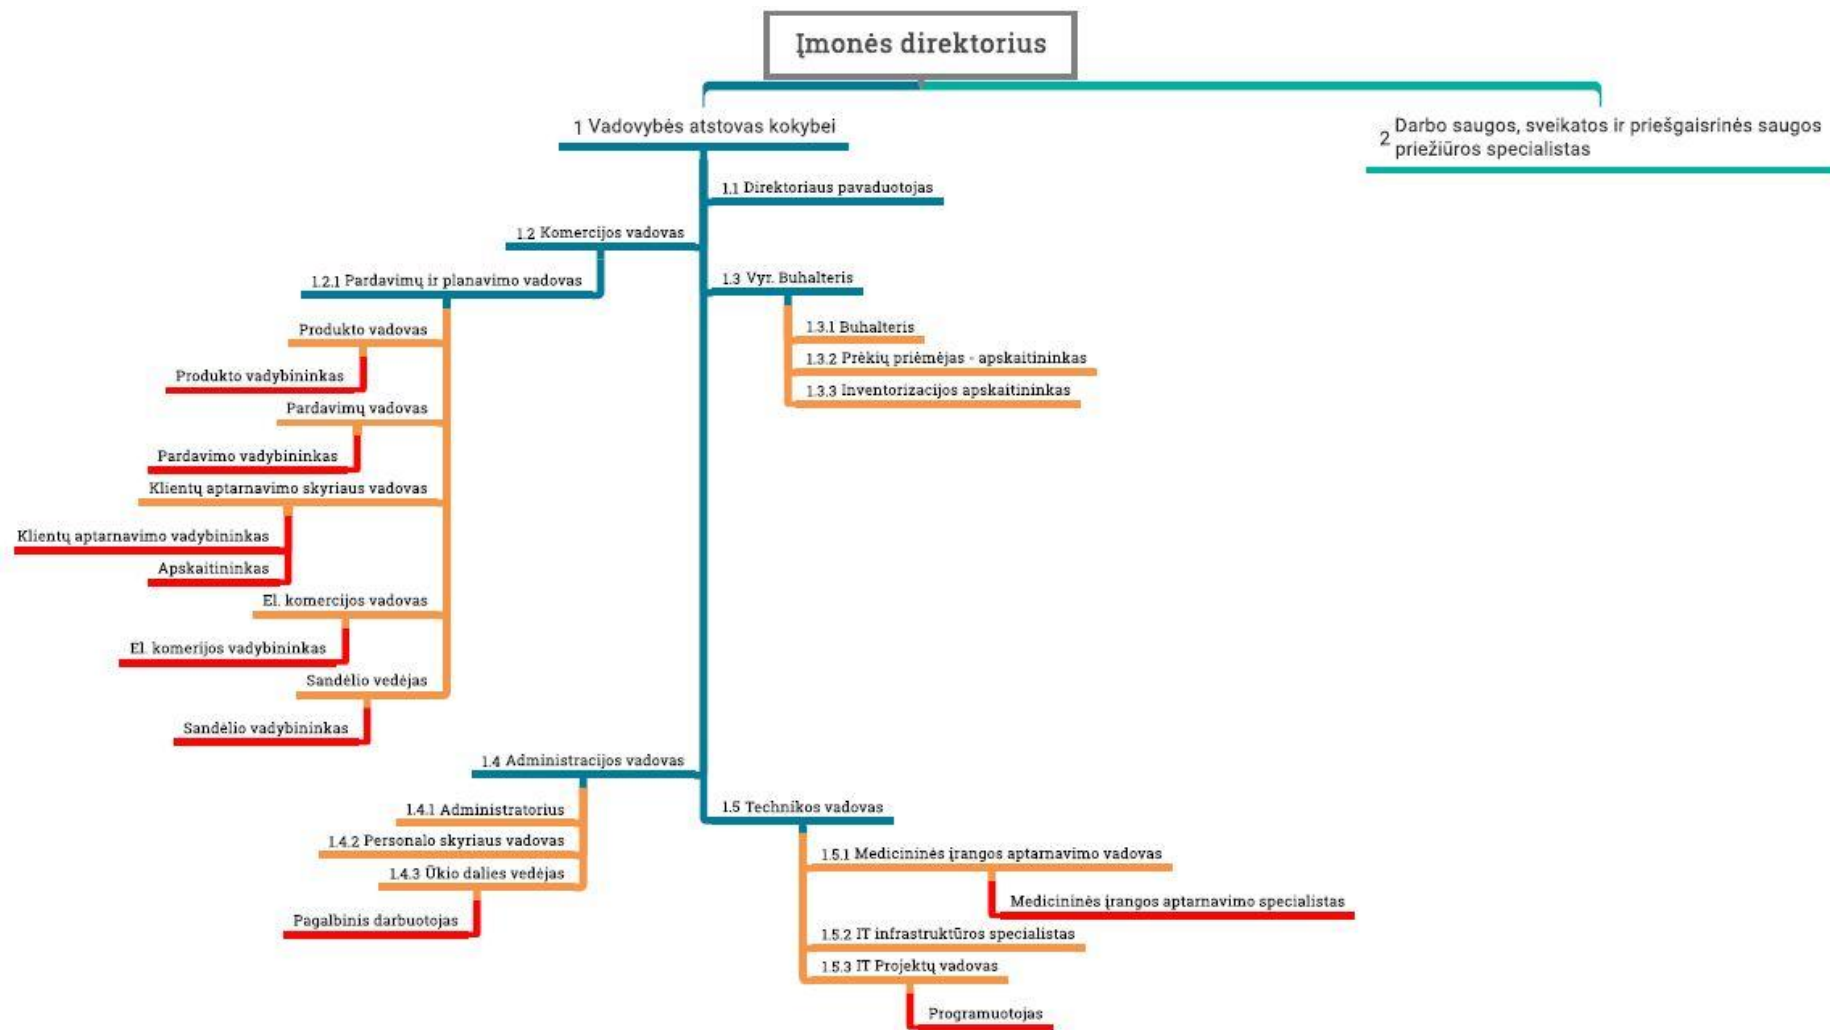 Įmonės direktorius
1 Vadovybės atstovas kokybei
2 Darbo saugos, sveikatos ir priešgaisrinės saugos
priežiūros specialistas
1.1 Direktoriaus pavaduotojas
1.2 Komercijos vadovas
1.2.1 Pardavimų ir planavimo vadovas
Produkto vadovas
Produkto vadybininkas
Pardavimų vadovas
Pardavimo vadybininkas
Klientų aptarnavimo skyriaus vadovas
Klientų aptarnavimo vadybininkas
Apskaitininkas
El. komercijos vadovas
El. komerijos vadybininkas
Sandėlio vedėjas
Sandėlio vadybininkas
1.3 Vyr. Buhalteris
1.3.1 Buhalteris
1.3.2 Prėkių priėmėjas - apskaitininkas
1.3.3 Inventorizacijos apskaitininkas
1.4 Administracijos vadovas
1.4.1 Administratorius
1.4.2 Personalo skyriaus vadovas
1.4.3 Ūkio dalies vedėjas
Pagalbinis darbuotojas
1.5 Technikos vadovas
1.5.1 Medicininės įrangos aptarnavimo vadovas
Medicininės įrangos aptarnavimo specialistas
1.5.2 IT infrastruktūros specialistas
1.5.3 IT Projektų vadovas
Programuotojas